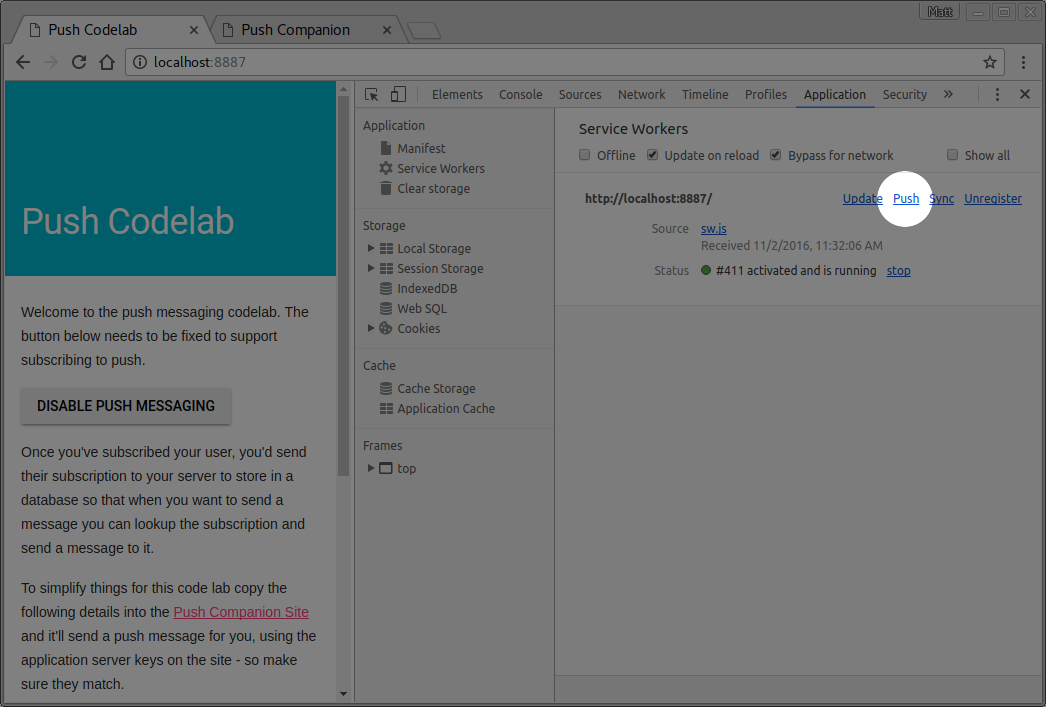 Matt
Push Codelab
Push Companion
localhost:8887
Elements Console Sources Network Timeline Profiles Application Security »
Push Codelab
Welcome to the push messaging codelab. The
button below needs to be fixed to support
subscribing to push.
DISABLE PUSH MESSAGING
Once you've subscribed your user, you'd send
their subscription to your server to store in a
database so that when you want to send a
message you can lookup the subscription and
send a message to it.
To simplify things for this code lab copy the
following details into the Push Companion Site
and it'll send a push message for you, using the
application server keys on the site - so make
sure they match.
Application
Manifest
Service Workers
Clear storage
Storage
Local Storage
Session Storage
IndexedDB
Web SQL
Cookies
Cache
Cache Storage
Application Cache
Frames
top
Service Workers
Offline Update on reload Bypass for network Show all
http://localhost:8887/ Update Push Sync Unregister
Source sw.js
Received 11/2/2016, 11:32:06 AM
Status #411 activated and is running stop